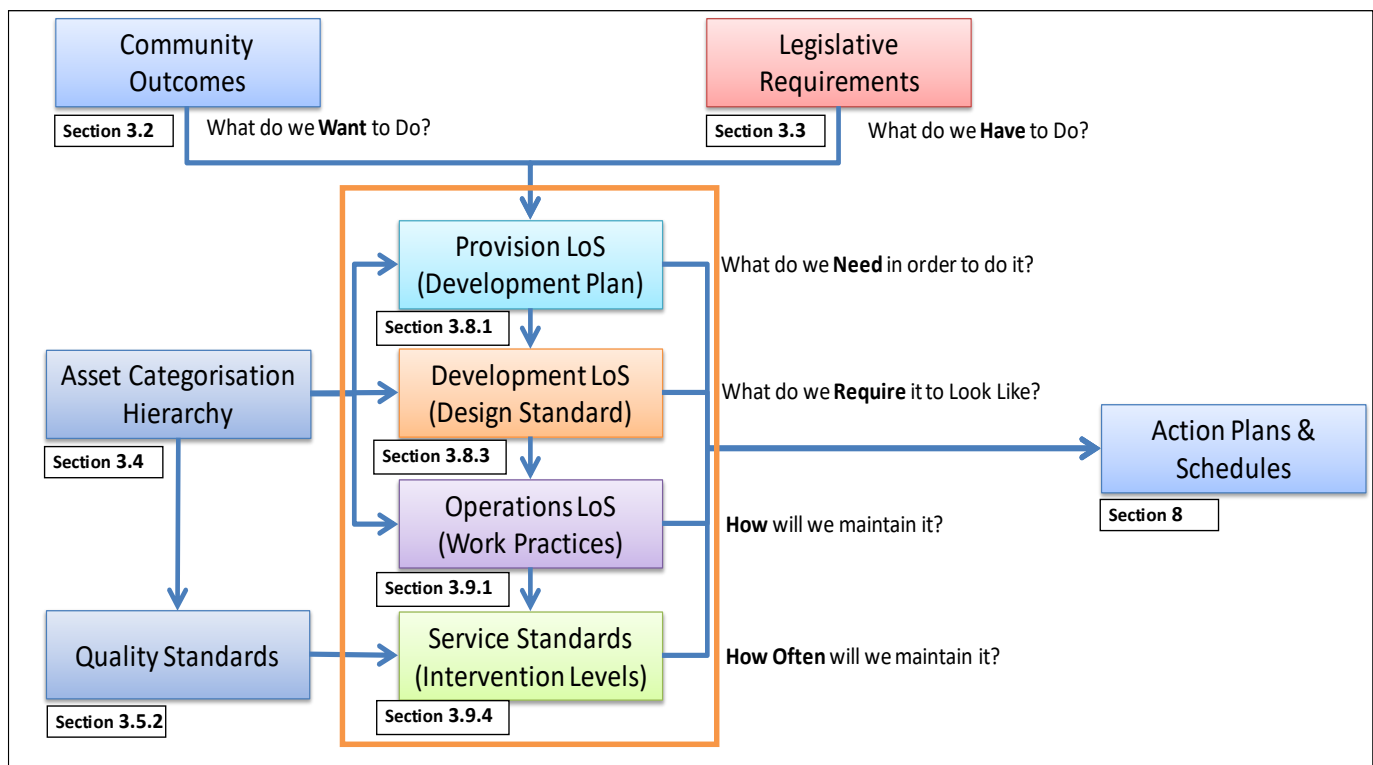 Community
Outcomes
Section 3.2
What do we Want to Do?
Legislative
Requirements
Section 3.3
What do we Have to Do?
Provision LoS
(Development Plan)
Section 3.8.1
What do we Need in order to do it?
Asset Categorisation
Hierarchy
Section 3.4
Development LoS
(Design Standard)
Section 3.8.3
What do we Require it to Look Like?
Action Plans &
Schedules
Section 8
Operations LoS
(Work Practices)
Section 3.9.1
How will we maintain it?
Quality Standards
Section 3.5.2
Service Standards
(Intervention Levels)
Section 3.9.4
How Often will we maintain it?